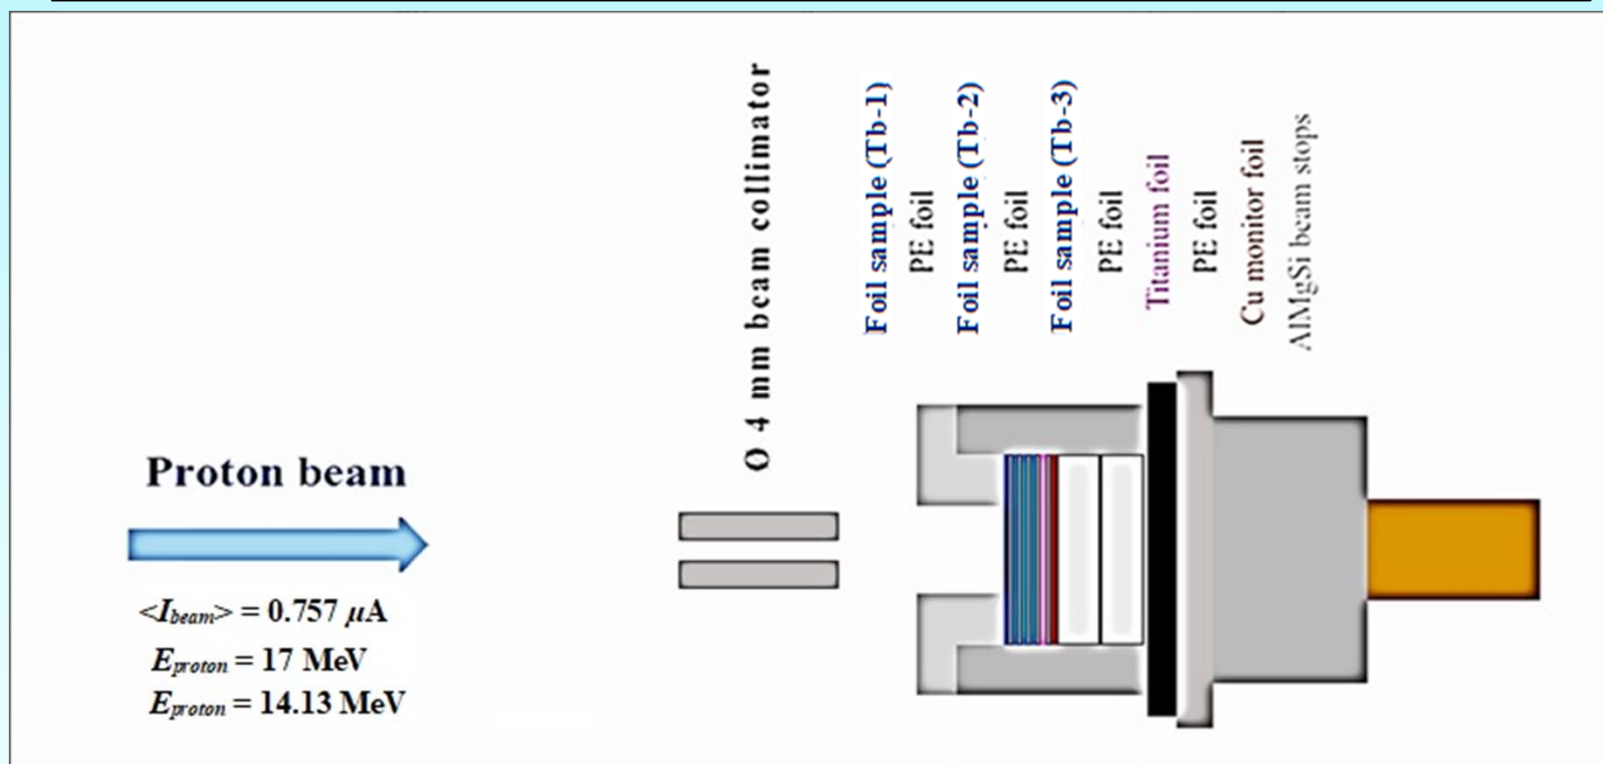 O 4 mm beam collimator
Foil sample (Tb-1)
PE foil
Foil sample (Tb-2)
PE foil
Foil sample (Tb-3)
PE foil
Titanium foil
PE foil
Cu monitor foil
AlMgSi beam stops
Proton beam
<Ibeam> = 0.757 μA
Eproton = 17 MeV
Eproton = 14.13 MeV